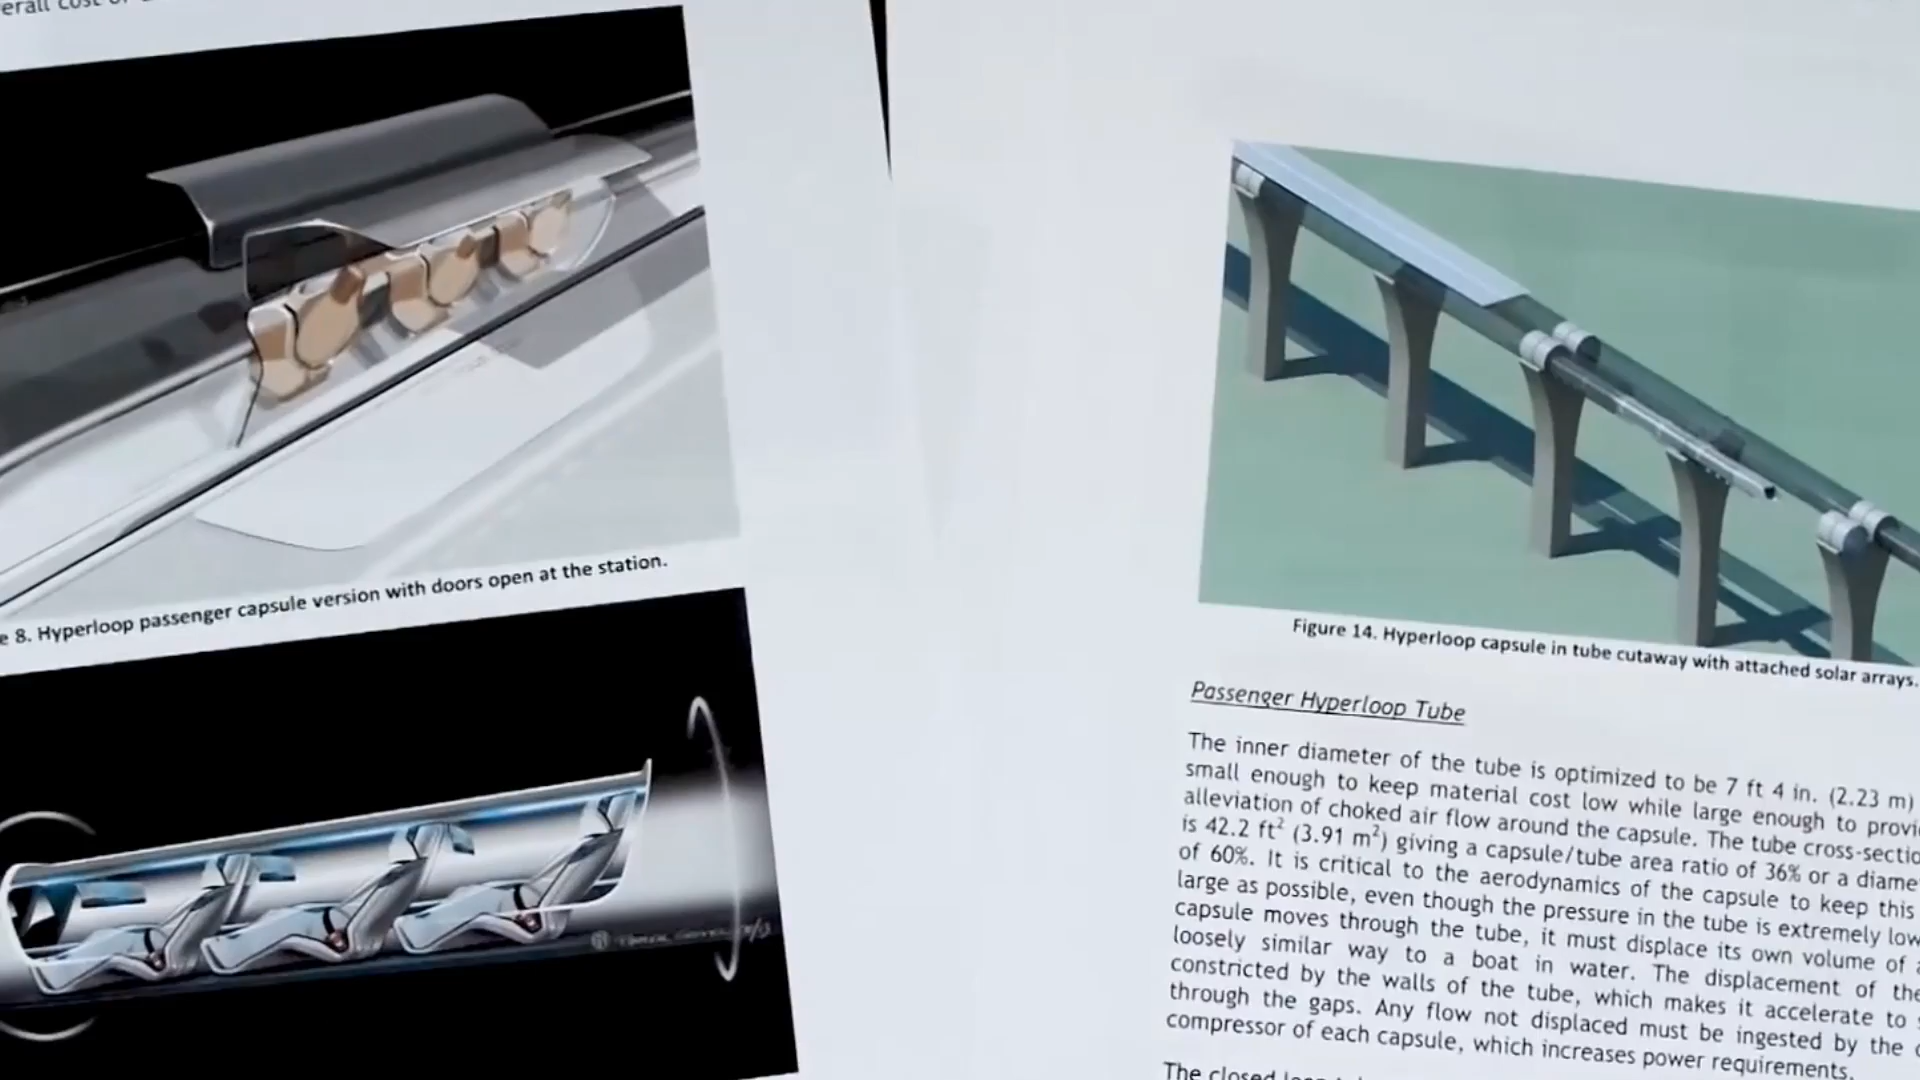 erall cost of
e 8. Hyperloop passenger capsule version with doors open at the station.
Figure 14. Hyperloop capsule in tube cutaway with attached solar arrays.
Passenger Hyperloop Tube
The inner diameter of the tube is optimized to be 7 ft 4 in. (2.23 m)
small enough to keep material cost low while large enough to provi
alleviation of choked air flow around the capsule. The tube cross-sectio
is 42.2 ft² (3.91 m²) giving a capsule/tube area ratio of 36% or a diame
of 60%. It is critical to the aerodynamics of the capsule to keep this
large as possible, even though the pressure in the tube is extremely low
capsule moves through the tube, it must displace its own volume of a
loosely similar way to a boat in water. The displacement of the
constricted by the walls of the tube, which makes it accelerate to
through the gaps. Any flow not displaced must be ingested by the
compressor of each capsule, which increases power requirements.
The closed loop